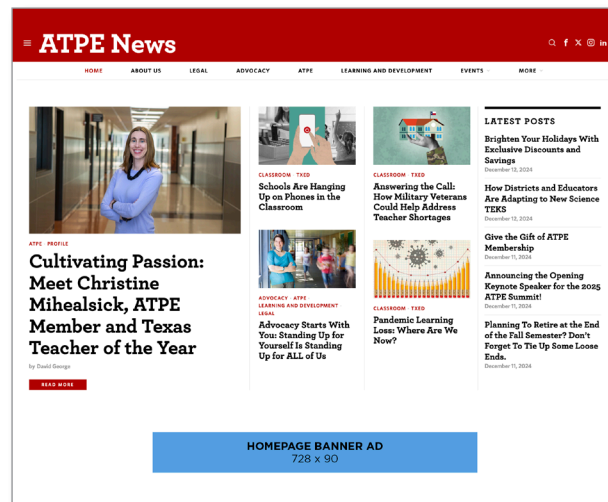 ATPE News
HOME
ABOUT US
LEGAL
ADVOCACY
ATPE
LEARNING AND DEVELOPMENT
EVENTS
MORE
ATPE · PROFILE
Cultivating Passion:
Meet Christine
Mihealsick, ATPE
Member and Texas
Teacher of the Year
by David George
READ MORE
CLASSROOM · TXED
Schools Are Hanging
Up on Phones in the
Classroom
ADVOCACY · ATPE
LEARNING AND DEVELOPMENT
LEGAL
Advocacy Starts With
You: Standing Up for
Yourself Is Standing
Up for ALL of Us
CLASSROOM · TXED
Answering the Call:
How Military Veterans
Could Help Address
Teacher Shortages
CLASSROOM · TXED
Pandemic Learning
Loss: Where Are We
Now?
LATEST POSTS
Brighten Your Holidays With
Exclusive Discounts and
Savings
December 13, 2024
How Districts and Educators
Are Adapting to New Science
TEKS
December 12, 2024
Give the Gift of ATPE
Membership
December 11, 2024
Announcing the Opening
Keynote Speaker for the 2025
ATPE Summit!
December 11, 2024
Planning To Retire at the End
of the Fall Semester? Don't
Forget To Tie Up Some Loose
Ends.
December 11, 2024
HOMEPAGE BANNER AD
728 x 90